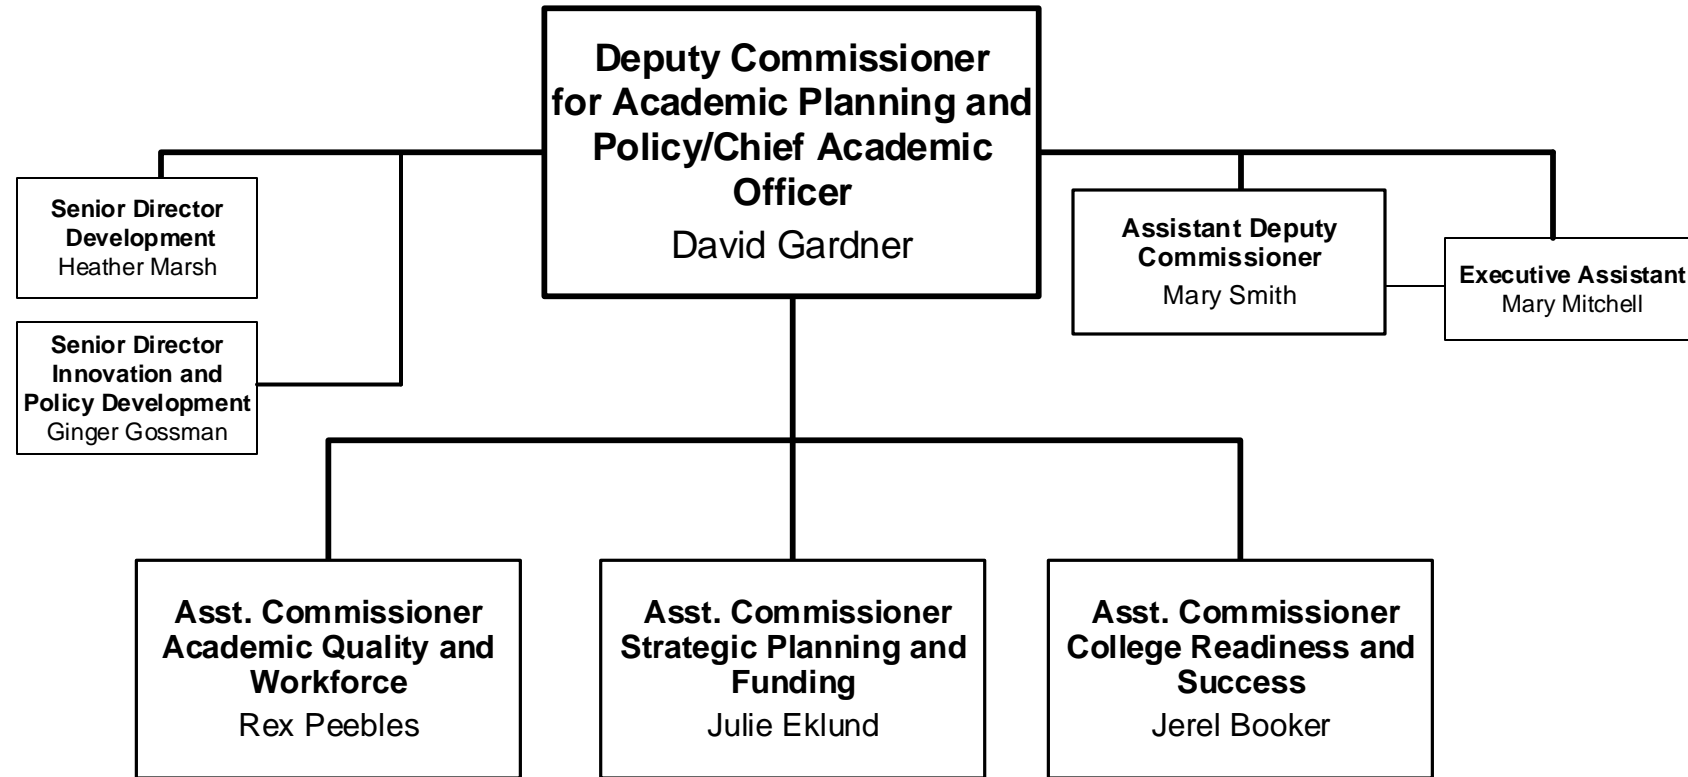 Deputy Commissioner
for Academic Planning and
Policy/Chief Academic
Officer
David Gardner
Senior Director
Development
Heather Marsh
Senior Director
Innovation and
Policy Development
Ginger Gossman
Assistant Deputy
Commissioner
Mary Smith
Executive Assistant
Mary Mitchell
Asst. Commissioner
Academic Quality and
Workforce
Rex Peebles
Asst. Commissioner
Strategic Planning and
Funding
Julie Eklund
Asst. Commissioner
College Readiness and
Success
Jerel Booker